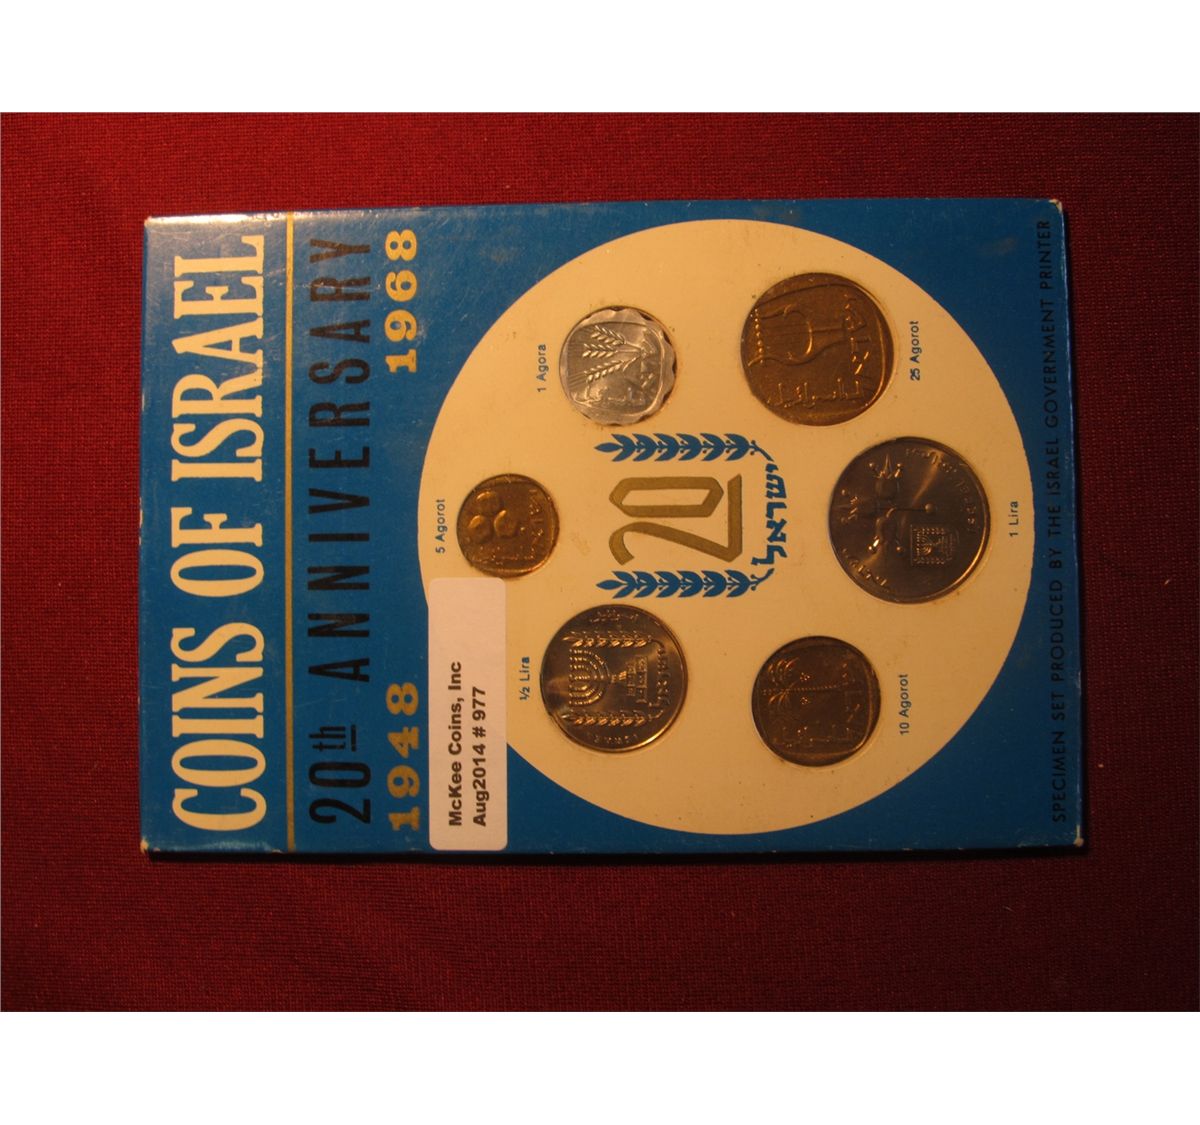 COINS OF ISRAEL
20th ANNIVERSARY
1948 1968
5 Agorot
½ Lira
1 Agora
20
ישראל
10 Agorot
25 Agorot
1 Lira
SPECIMEN SET PRODUCED BY THE ISRAEL GOVERNMENT PRINTER
McKee Coins, Inc
Aug2014 # 977